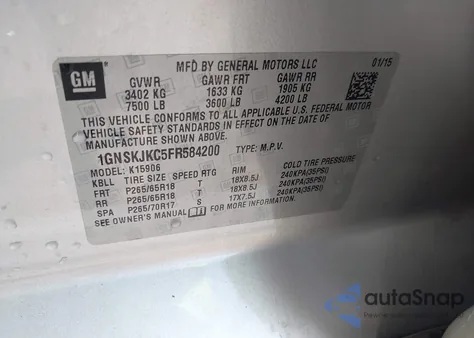 GM
MFD BY GENERAL MOTORS LLC 01/15
GVWR GAWR FRT GAWR RR
3402 KG 1633 KG 1905 KG
7500 LB 3600 LB 4200 LB
THIS VEHICLE CONFORMS TO ALL APPLICABLE U.S. FEDERAL MOTOR
VEHICLE SAFETY STANDARDS IN EFFECT ON THE DATE OF
MANUFACTURE SHOWN ABOVE.
1GNSKJKC5FR584200 TYPE: M.P.V.
MODEL: K15906
KBLL TIRE SIZE SPEED RTG RIM COLD TIRE PRESSURE
FRT P265/65R18 T 18X8.5J 240KPA(35PSI)
RR P265/65R18 T 18X8.5J 240KPA(35PSI)
SPA P265/70R17 S 17X7.5J 240KPA(35PSI)
SEE OWNER'S MANUAL FOR MORE INFORMATION.
autoSnap